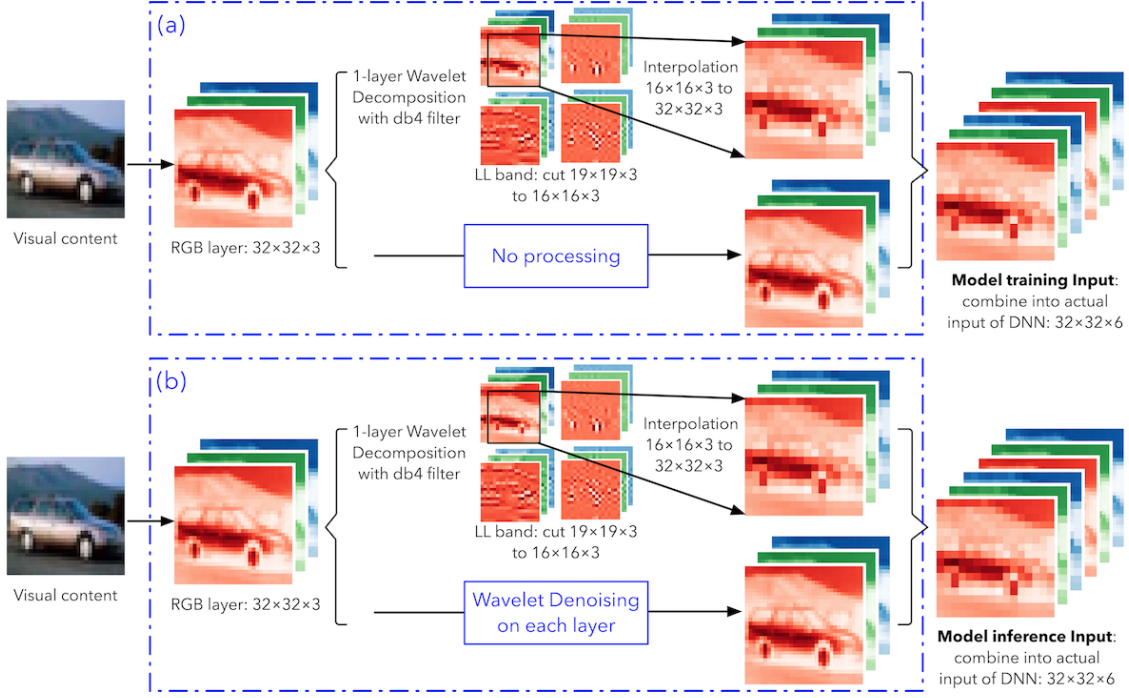 (a)
1-layer Wavelet
Decomposition
with db4 filter
Interpolation
16×16×3 to
32×32×3
LL band: cut 19×19×3
to 16×16×3
Visual content
RGB layer: 32×32×3
No processing
Model training Input:
combine into actual
input of DNN: 32×32×6
(b)
1-layer Wavelet
Decomposition
with db4 filter
Interpolation
16×16×3 to
32×32×3
LL band: cut 19×19×3
to 16×16×3
Visual content
RGB layer: 32×32×3
Wavelet Denoising
on each layer
Model inference Input:
combine into actual
input of DNN: 32×32×6